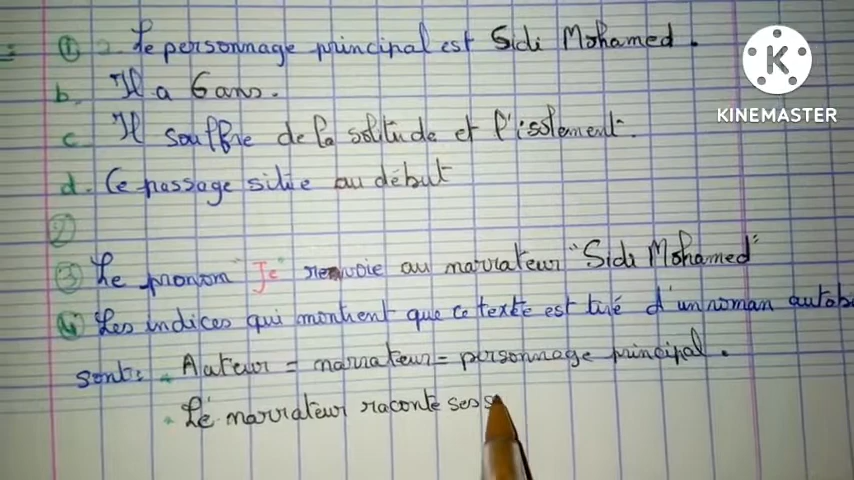 ① a. Le personnage principal est Sidi Mohamed.
b. Il a 6 ans.
c. Il souffre de la solitude et l'isolement.
d. Ce passage sitie au début
②
③ Le pronom "Je" renvoie au narrateur "Sidi Mohamed"
④ Les indices qui montrent que ce texte est tiré d'un roman autobi
sont: . Auteur = narrateur = personnage principal.
. Le narrateur raconte ses s
K
KINEMASTER